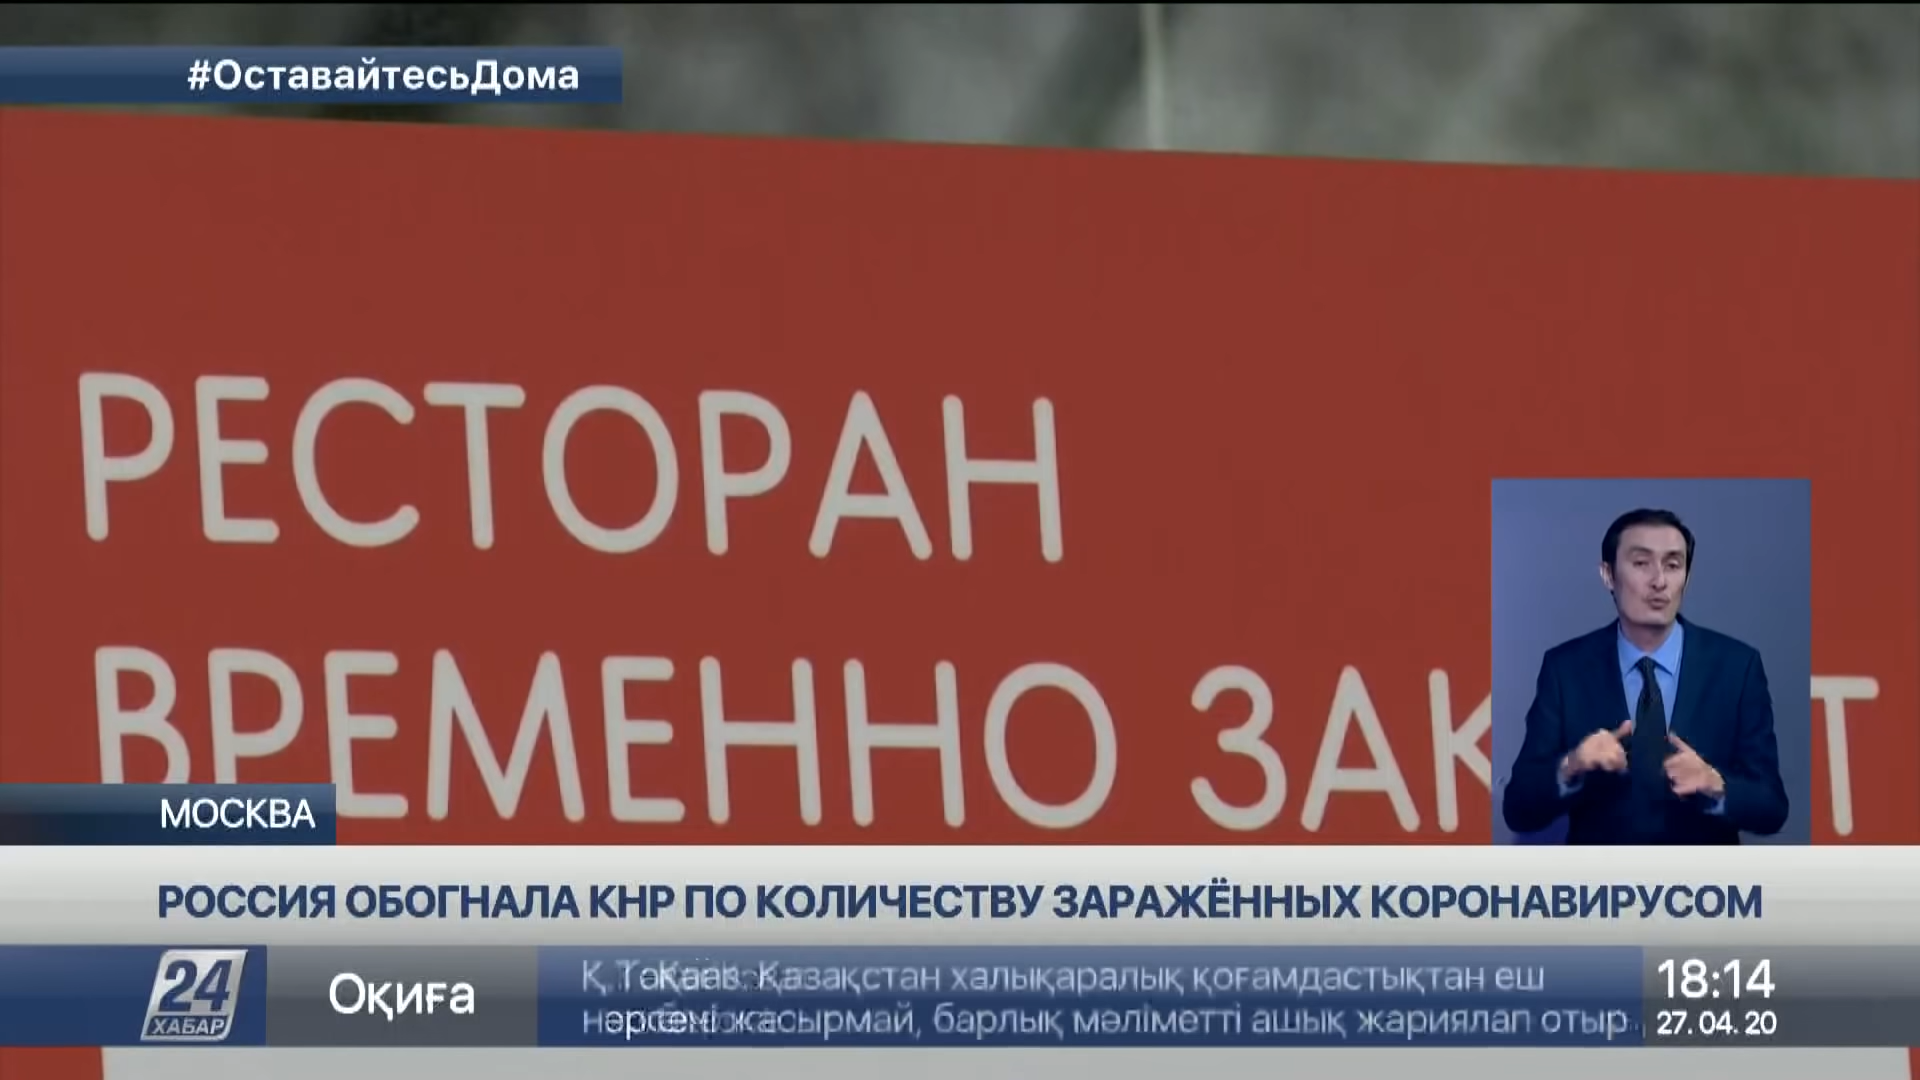 #ОставайтесьДома
РЕСТОРАН
ВРЕМЕННО
МОСКВА
РОССИЯ ОБОГНАЛА КНР ПО КОЛИЧЕСТВУ ЗАРАЖЁННЫХ КОРОНАВИРУСОМ
24
ХАБАР
Оқиға
Қазақстан халықаралық қоғамдастықтан еш
жасырмай, барлық мәліметті ашық жариялап отыр
18:14
27. 04. 20